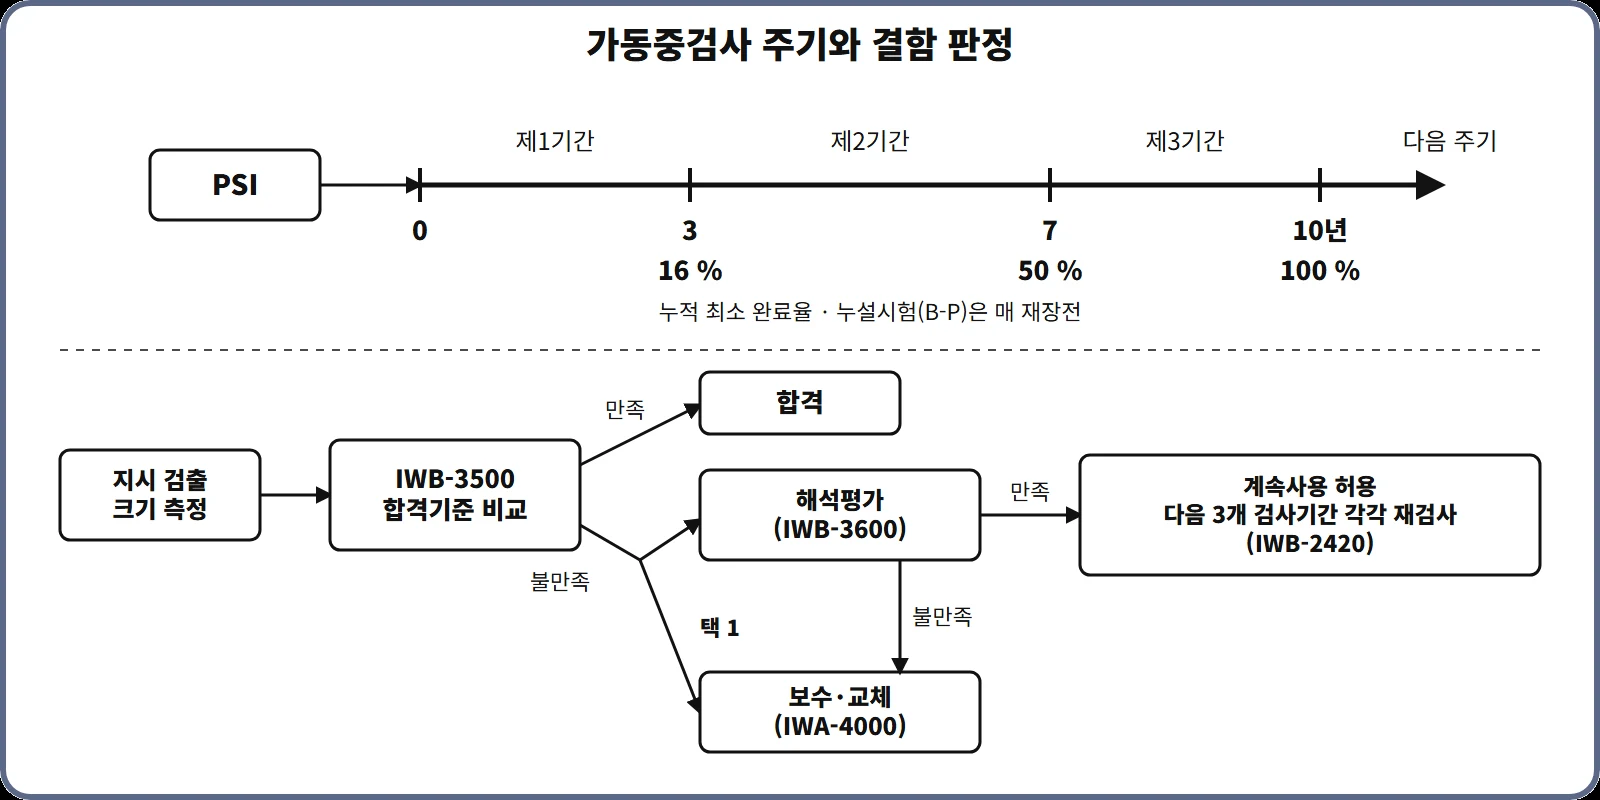 가동중검사 주기와 결함 판정
제1기간
제2기간
제3기간
다음 주기
PSI
0
3
7
10년
16 %
50 %
100 %
누적 최소 완료율 · 누설시험(B-P)은 매 재장전
지시 검출
크기 측정
IWB-3500
합격기준 비교
만족
합격
불만족
해석평가
(IWB-3600)
만족
계속사용 허용
다음 3개 검사기간 각각 재검사
(IWB-2420)
택 1
불만족
보수·교체
(IWA-4000)